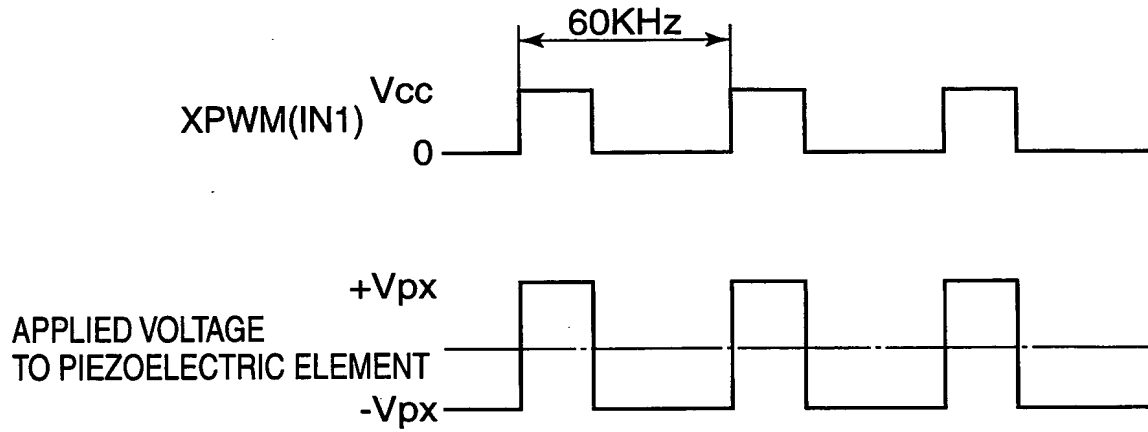 60KHz
Vcc
XPWM(IN1)
0
+Vpx
APPLIED VOLTAGE
TO PIEZOELECTRIC ELEMENT
-Vpx